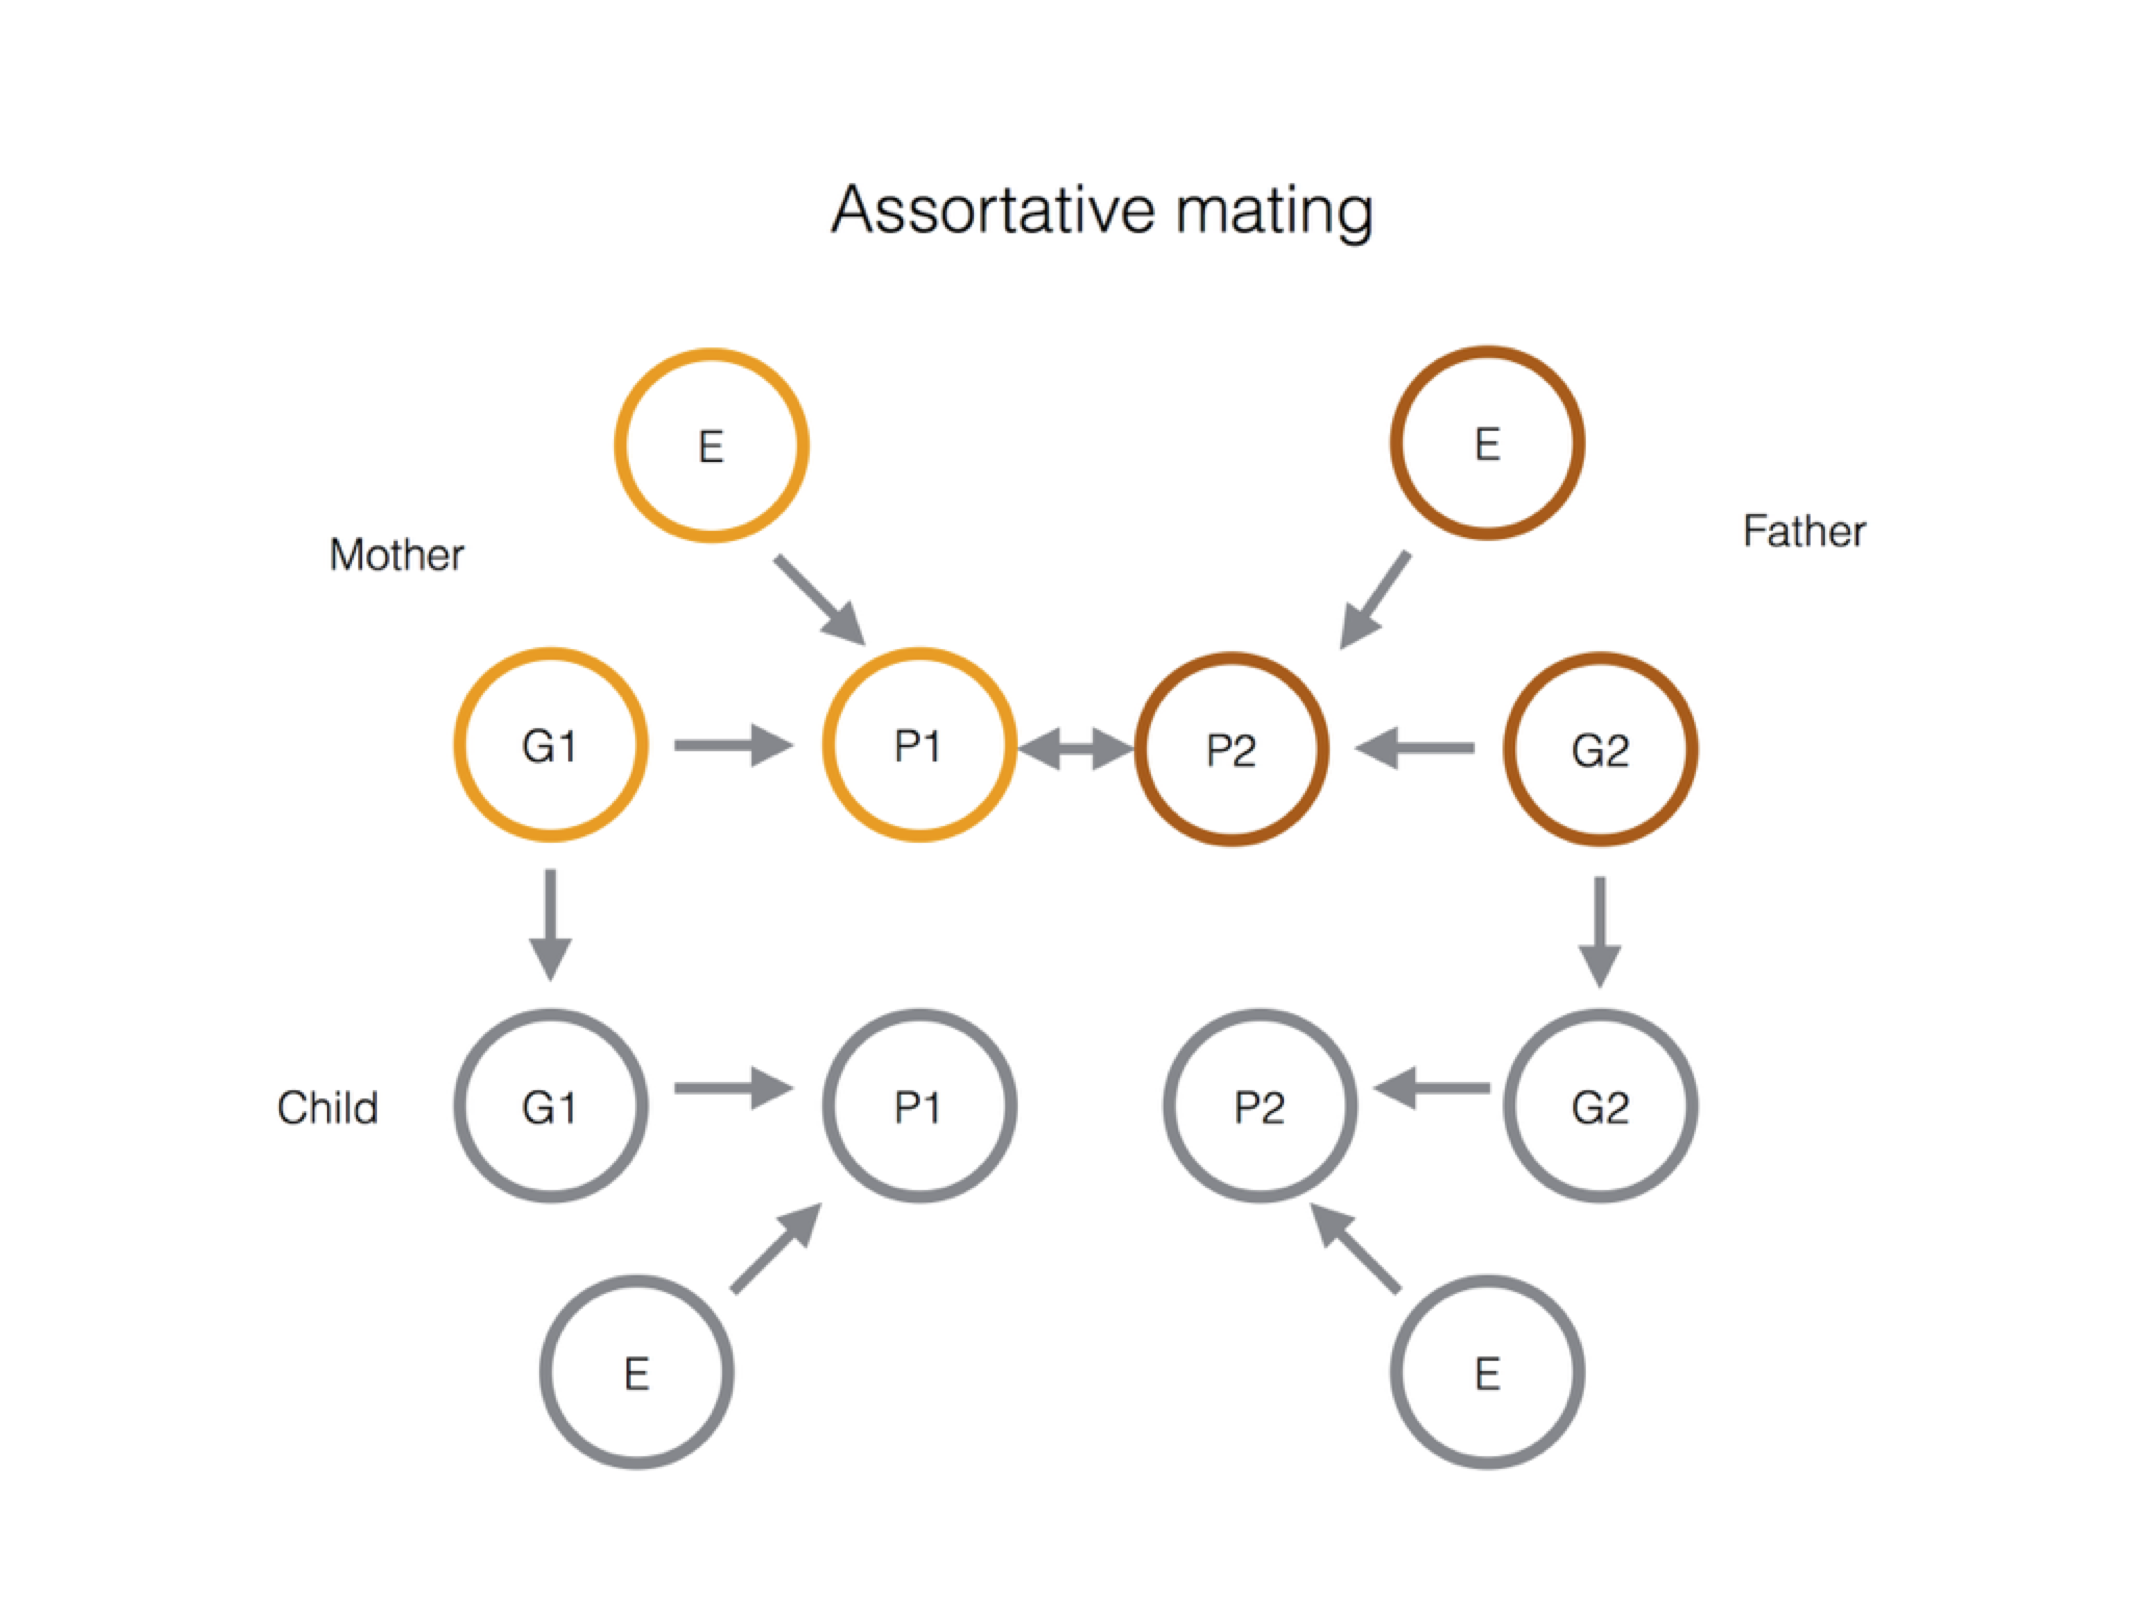 Assortative mating
E
E
Mother
Father
G1
P1
P2
G2
Child
G1
P1
P2
G2
E
E